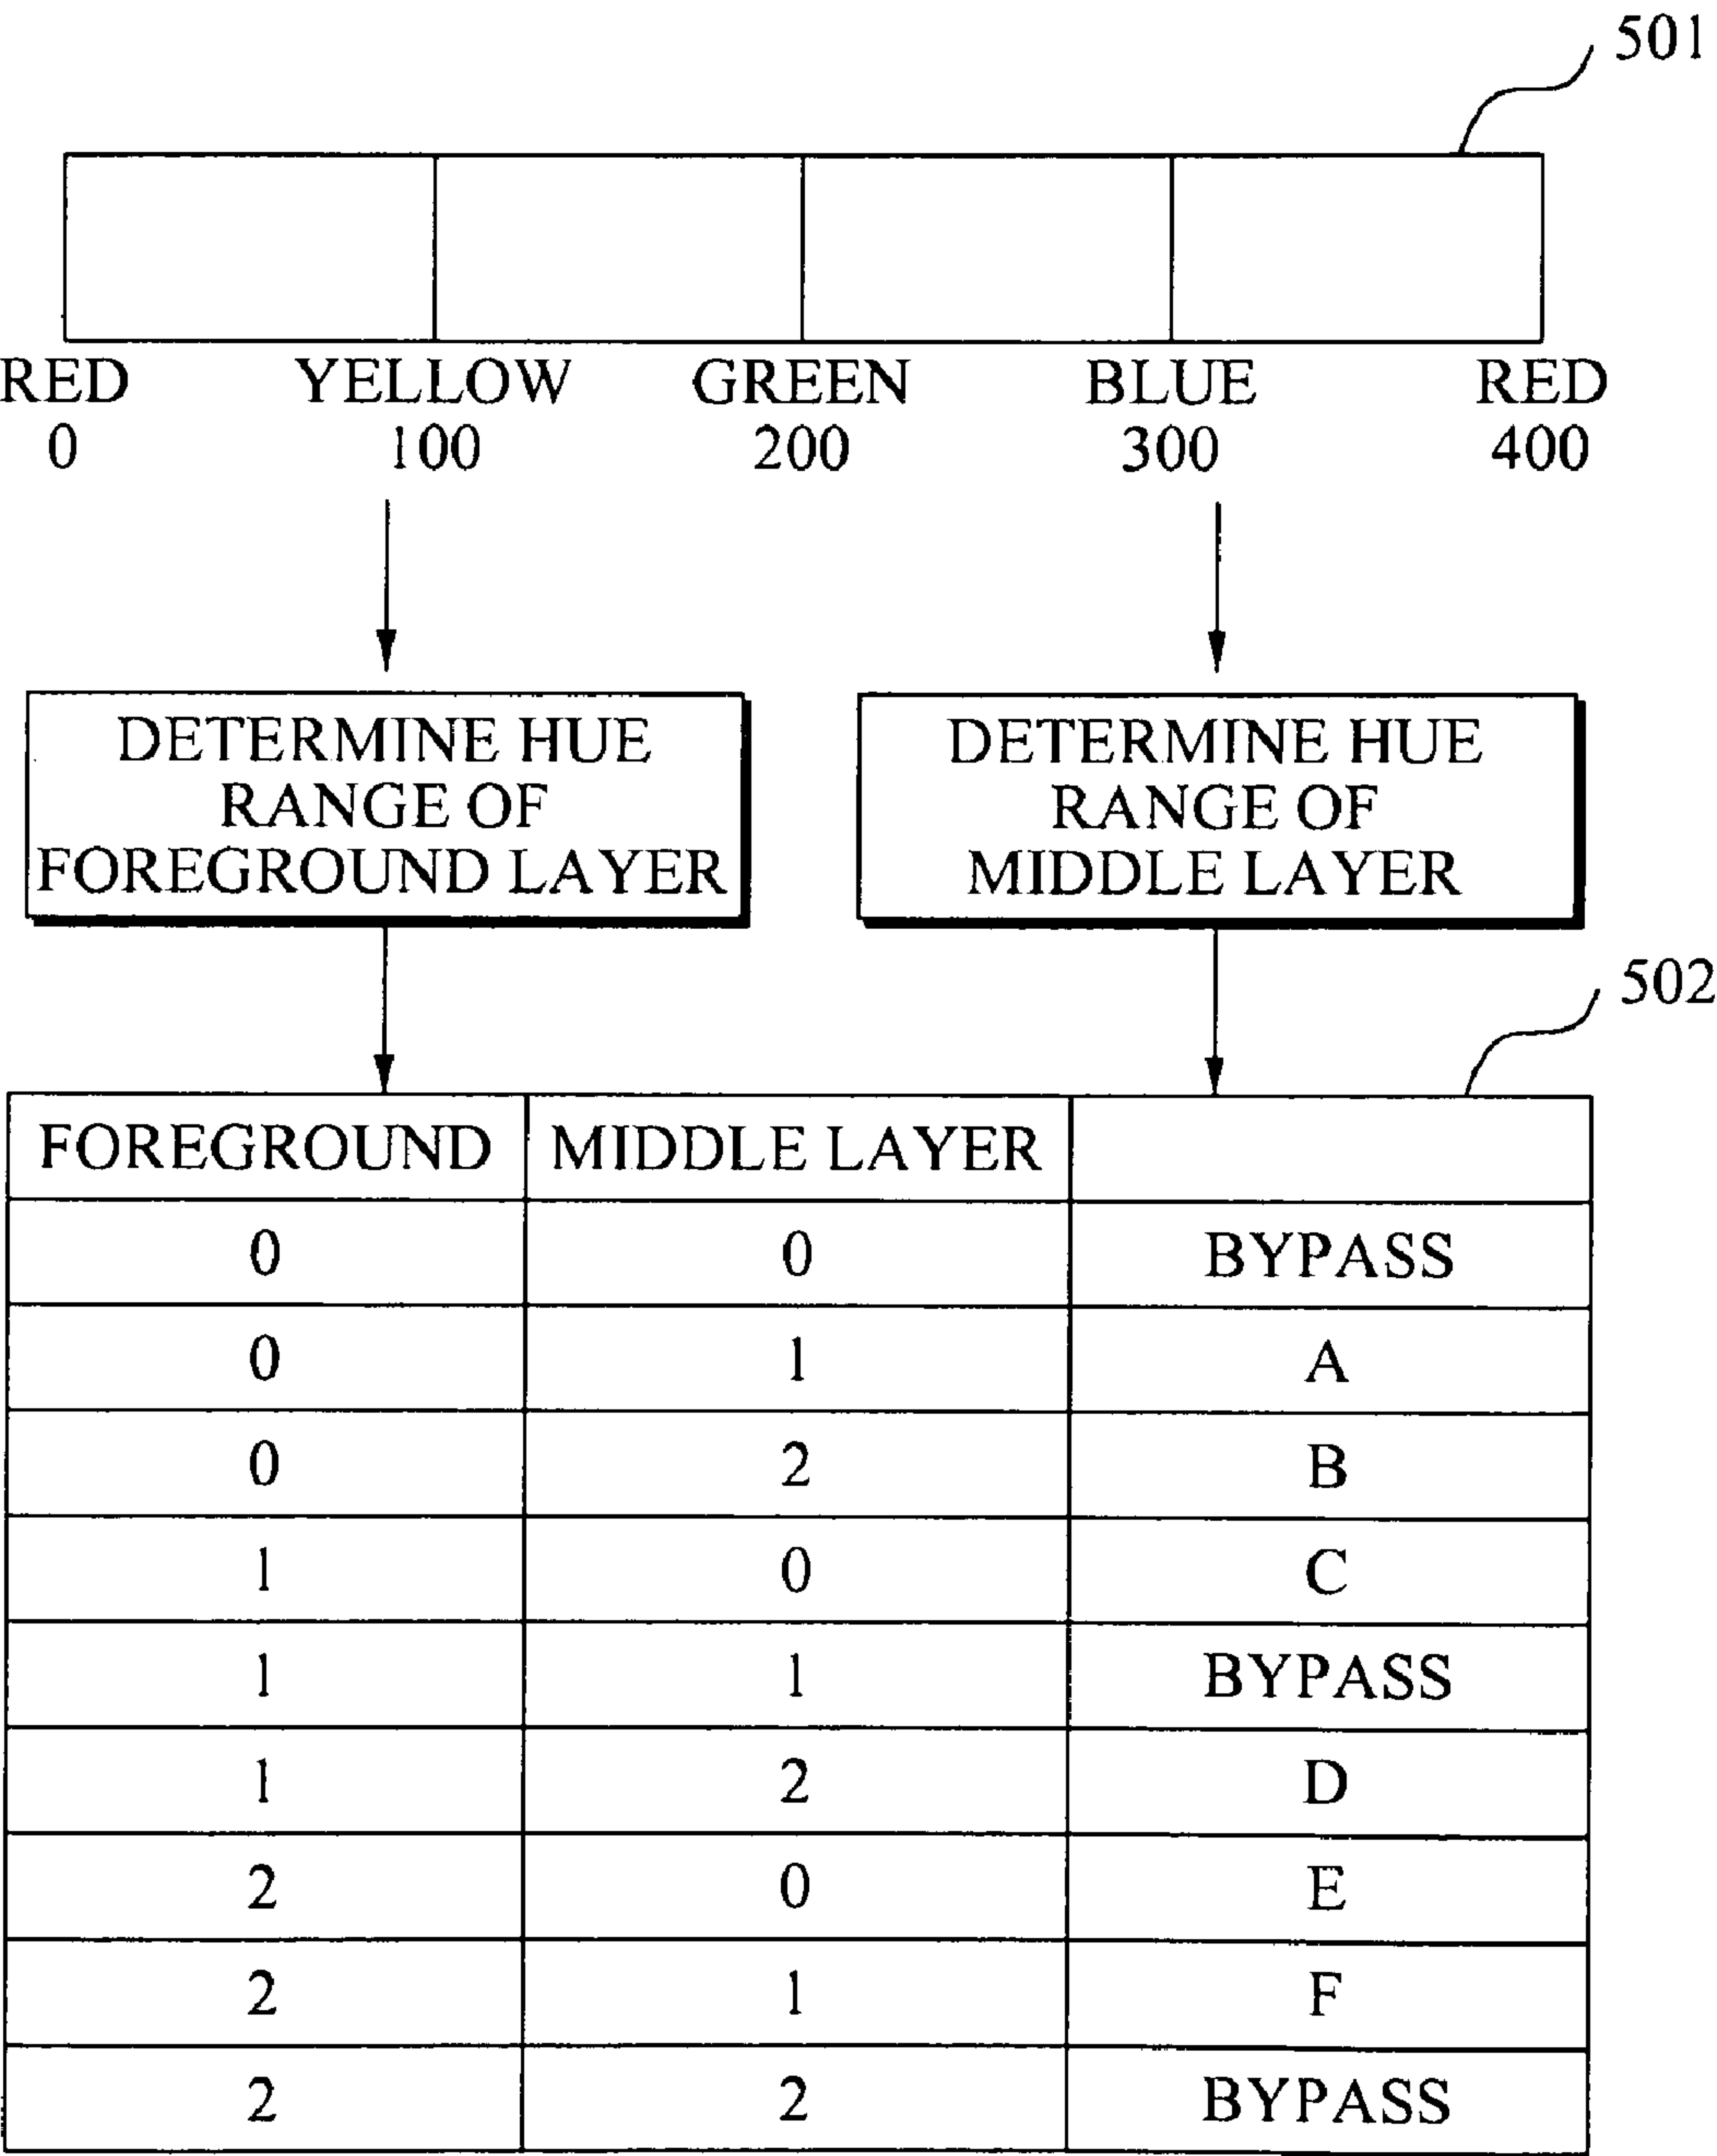 501
RED YELLOW GREEN BLUE RED
0 100 200 300 400
DETERMINE HUE
RANGE OF
FOREGROUND LAYER
DETERMINE HUE
RANGE OF
MIDDLE LAYER
502
FOREGROUND MIDDLE LAYER
0 0 BYPASS
0 1 A
0 2 B
1 0 C
1 1 BYPASS
1 2 D
2 0 E
2 1 F
2 2 BYPASS